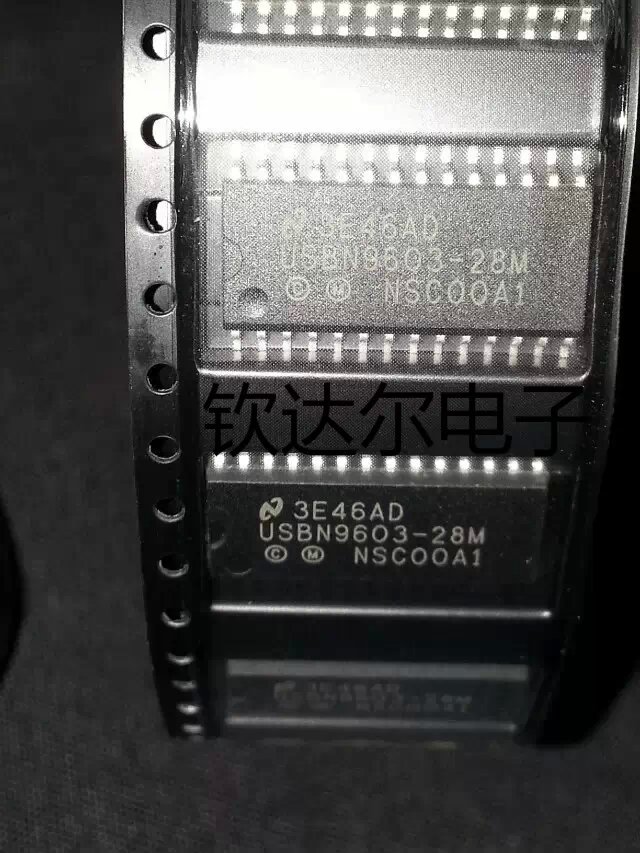 3E46AD
USBN9603-28M
© Ⓜ NSC00A1
钦达尔电子
3E46AD
USBN9603-28M
© Ⓜ NSC00A1